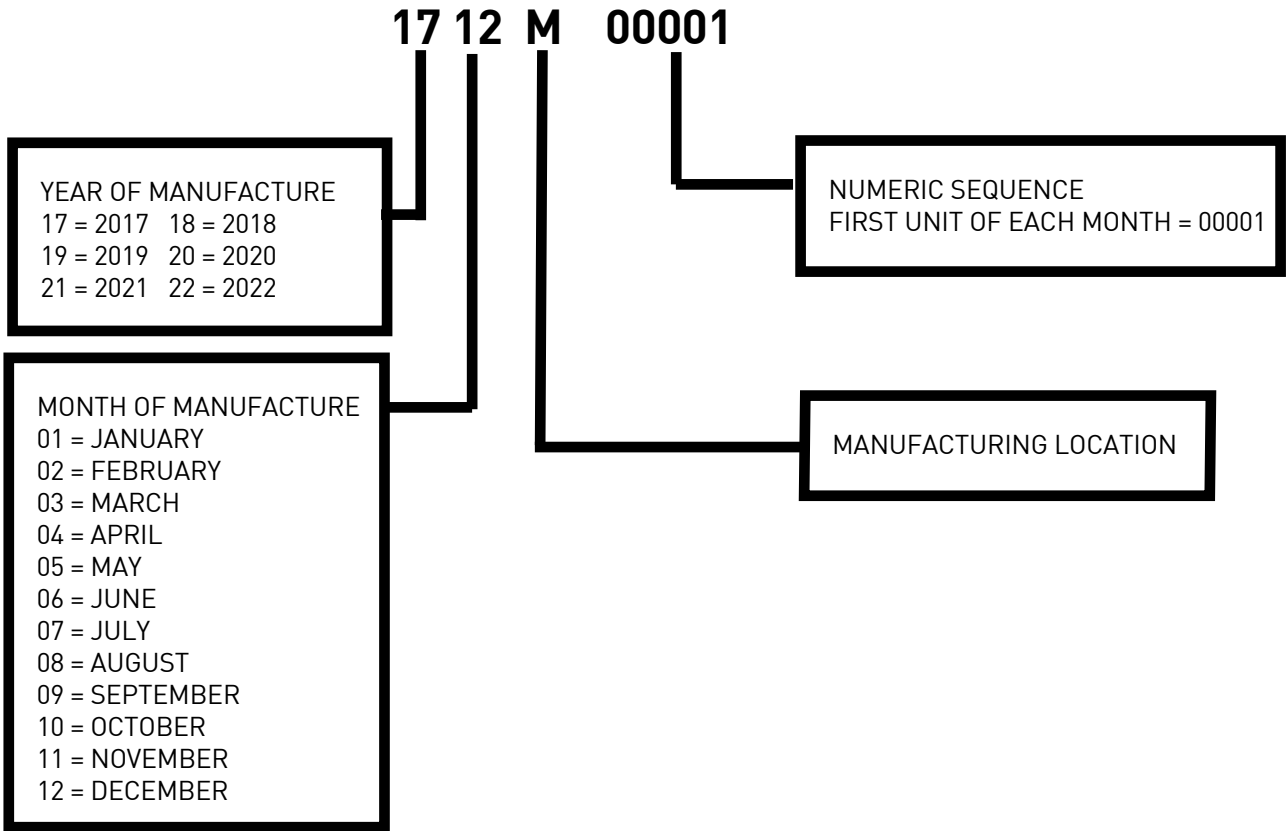 17 12 M 00001
YEAR OF MANUFACTURE
17 = 2017 18 = 2018
19 = 2019 20 = 2020
21 = 2021 22 = 2022
NUMERIC SEQUENCE
FIRST UNIT OF EACH MONTH = 00001
MONTH OF MANUFACTURE
01 = JANUARY
02 = FEBRUARY
03 = MARCH
04 = APRIL
05 = MAY
06 = JUNE
07 = JULY
08 = AUGUST
09 = SEPTEMBER
10 = OCTOBER
11 = NOVEMBER
12 = DECEMBER
MANUFACTURING LOCATION